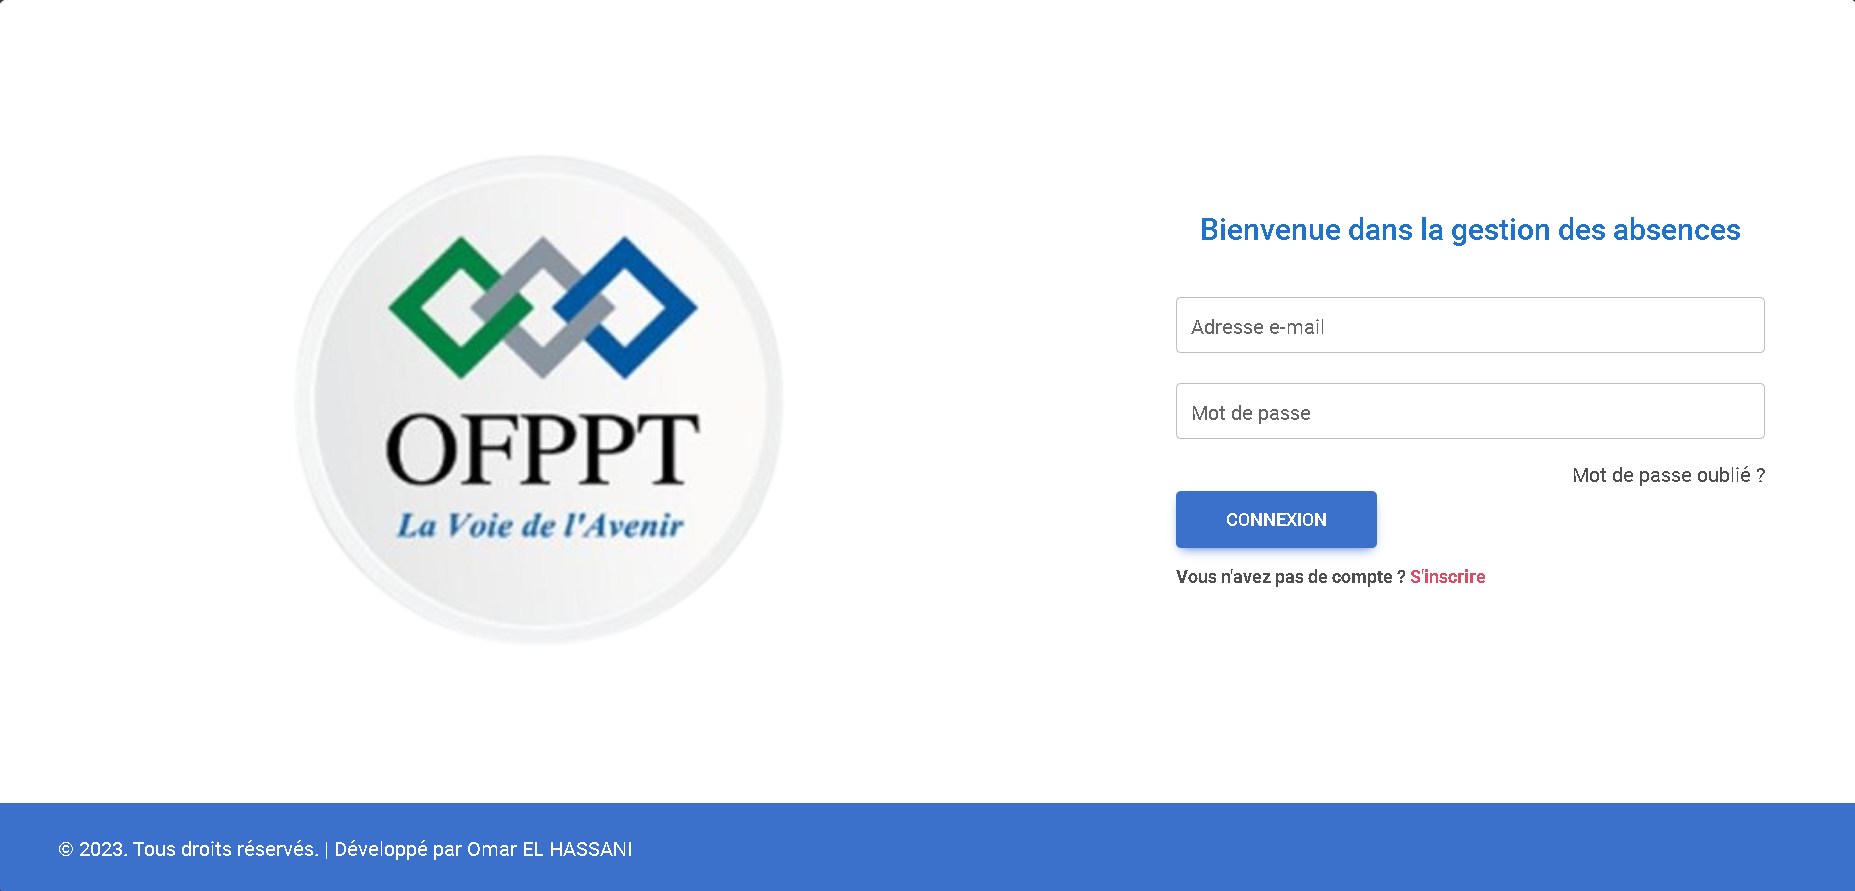 OFPPT
La Voie de l'Avenir
Bienvenue dans la gestion des absences
Adresse e-mail
Mot de passe
Mot de passe oublié ?
CONNEXION
Vous n'avez pas de compte ? S'inscrire
© 2023. Tous droits réservés. | Développé par Omar EL HASSANI